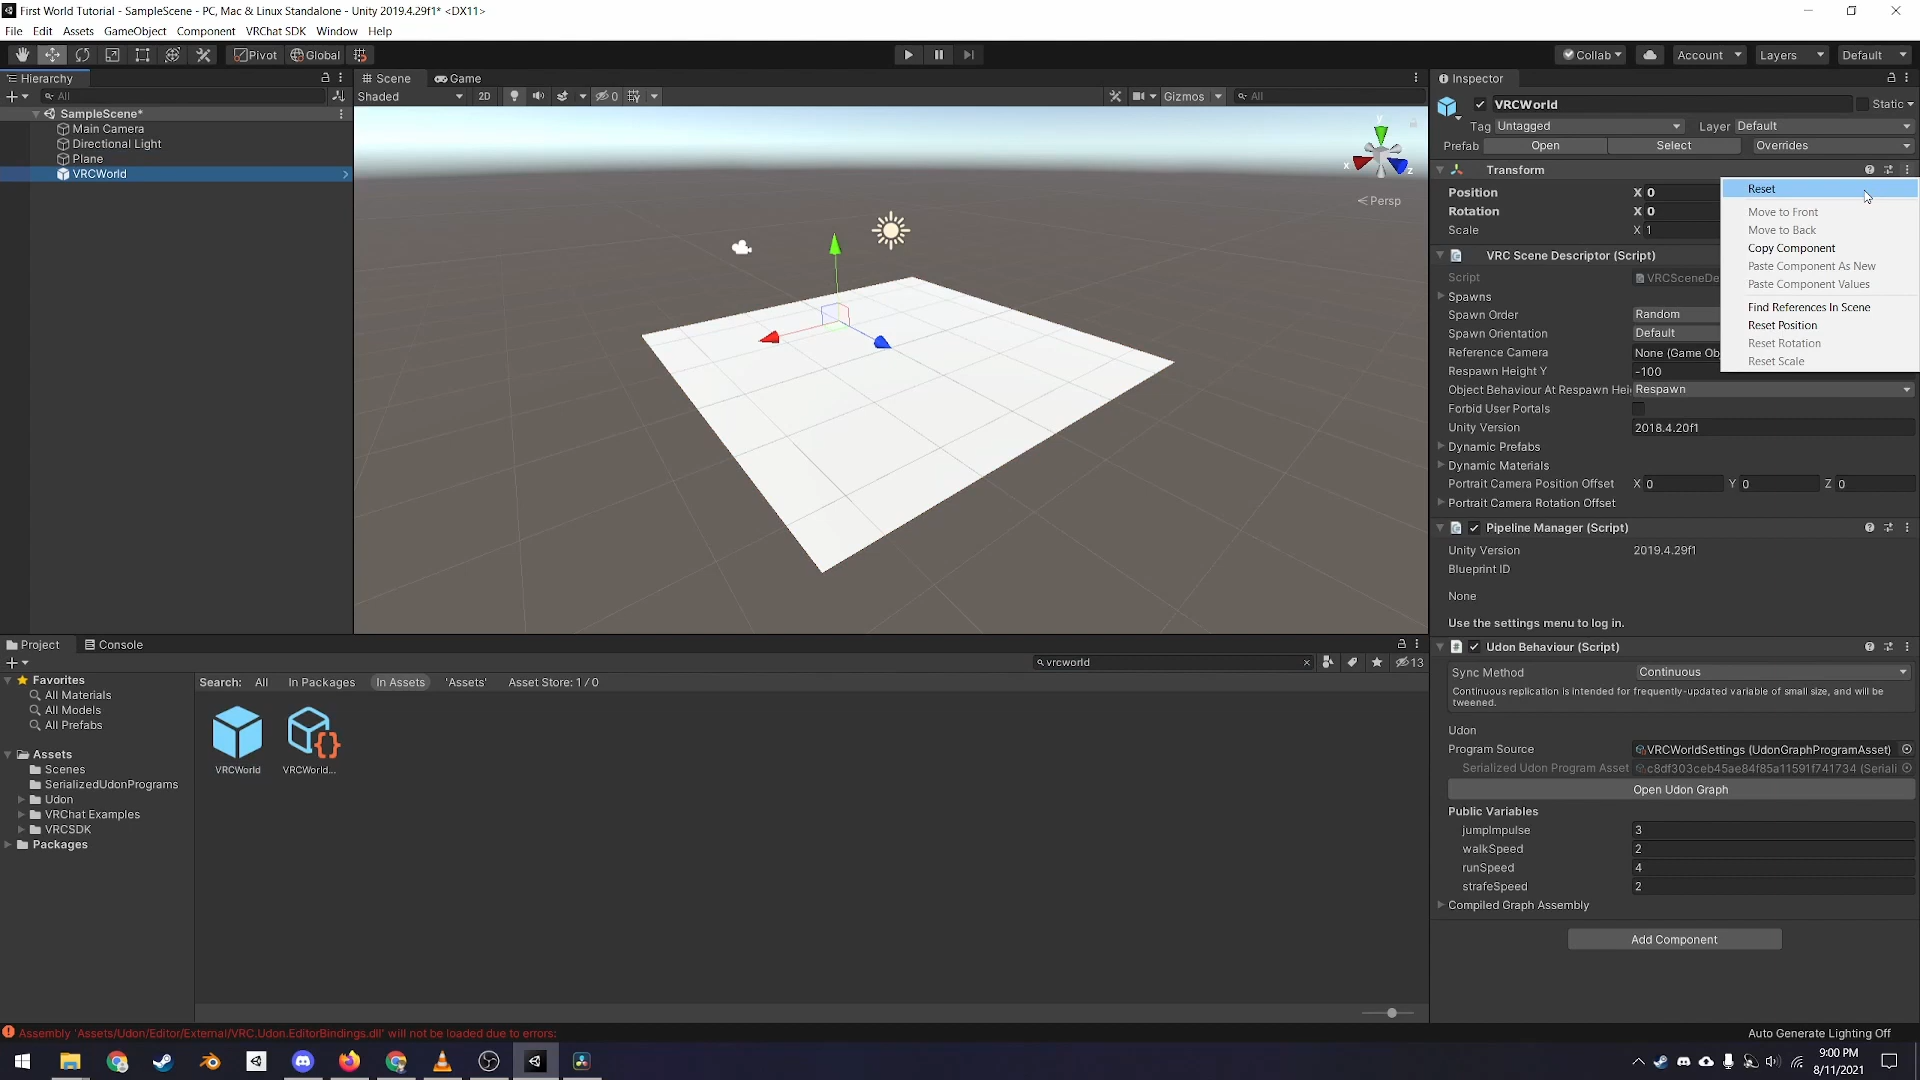 First World Tutorial - SampleScene - PC, Mac & Linux Standalone - Unity 2019.4.29f1* <DX11>
File Edit Assets GameObject Component VRChat SDK Window Help
Pivot Global Collab Account Layers Default
Hierarchy Scene Game Inspector
All Shaded 2D 0 Gizmos All
SampleScene*
Main Camera
Directional Light
Plane
VRCWorld
y
x z
Persp
VRCWorld Static
Tag Untagged Layer Default
Prefab Open Select Overrides
Transform
Position X 0
Rotation X 0
Scale X 1
Reset
Move to Front
Move to Back
Copy Component
Paste Component As New
Paste Component Values
Find References In Scene
Reset Position
Reset Rotation
Reset Scale
VRC Scene Descriptor (Script)
Script VRCSceneDe
Spawns
Spawn Order Random
Spawn Orientation Default
Reference Camera None (Game Ob
Respawn Height Y -100
Object Behaviour At Respawn Hei Respawn
Forbid User Portals
Unity Version 2018.4.20f1
Dynamic Prefabs
Dynamic Materials
Portrait Camera Position Offset X 0 Y 0 Z 0
Portrait Camera Rotation Offset
Pipeline Manager (Script)
Unity Version 2019.4.29f1
Blueprint ID
None
Use the settings menu to log in.
Udon Behaviour (Script)
Sync Method Continuous
Continuous replication is intended for frequently-updated variable of small size, and will be
tweened.
Udon
Program Source VRCWorldSettings (UdonGraphProgramAsset)
Serialized Udon Program Asset c8df303ceb45ae84f85a11591f741734 (Seriali
Open Udon Graph
Public Variables
jumpImpulse 3
walkSpeed 2
runSpeed 4
strafeSpeed 2
Compiled Graph Assembly
Add Component
Project Console
vrcworld 13
Favorites
All Materials
All Models
All Prefabs
Assets
Scenes
SerializedUdonPrograms
Udon
VRChat Examples
VRCSDK
Packages
Search: All In Packages In Assets 'Assets' Asset Store: 1 / 0
VRCWorld VRCWorld...
Assembly 'Assets/Udon/Editor/External/VRC.Udon.EditorBindings.dll' will not be loaded due to errors:
Auto Generate Lighting Off
9:00 PM
8/11/2021